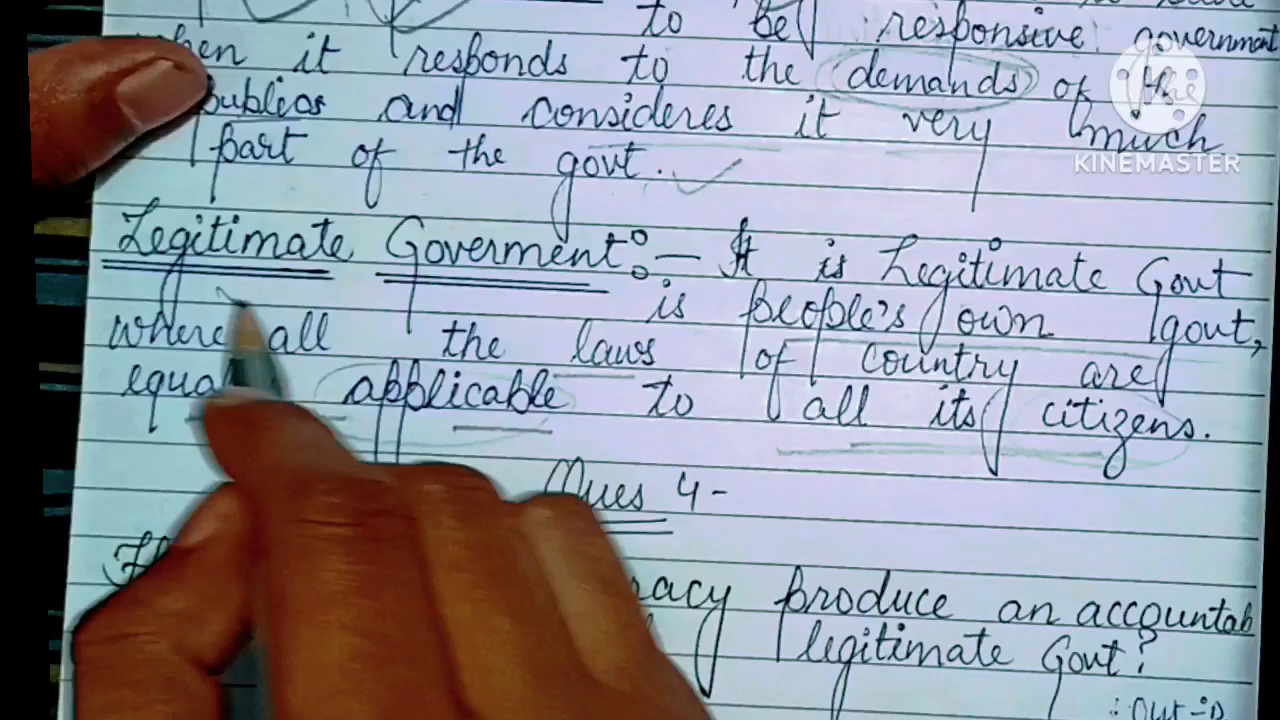 to be responsive government
when it responds to the demands of the
publics and consideres it very much
part of the govt.
Legitimate Goverment :- It is Legitimate Govt
is people's own govt,
where all the laws of country are
applicable to all its citizens.
Ques 4-
produce an accountab
legitimate Govt?
KINEMASTER